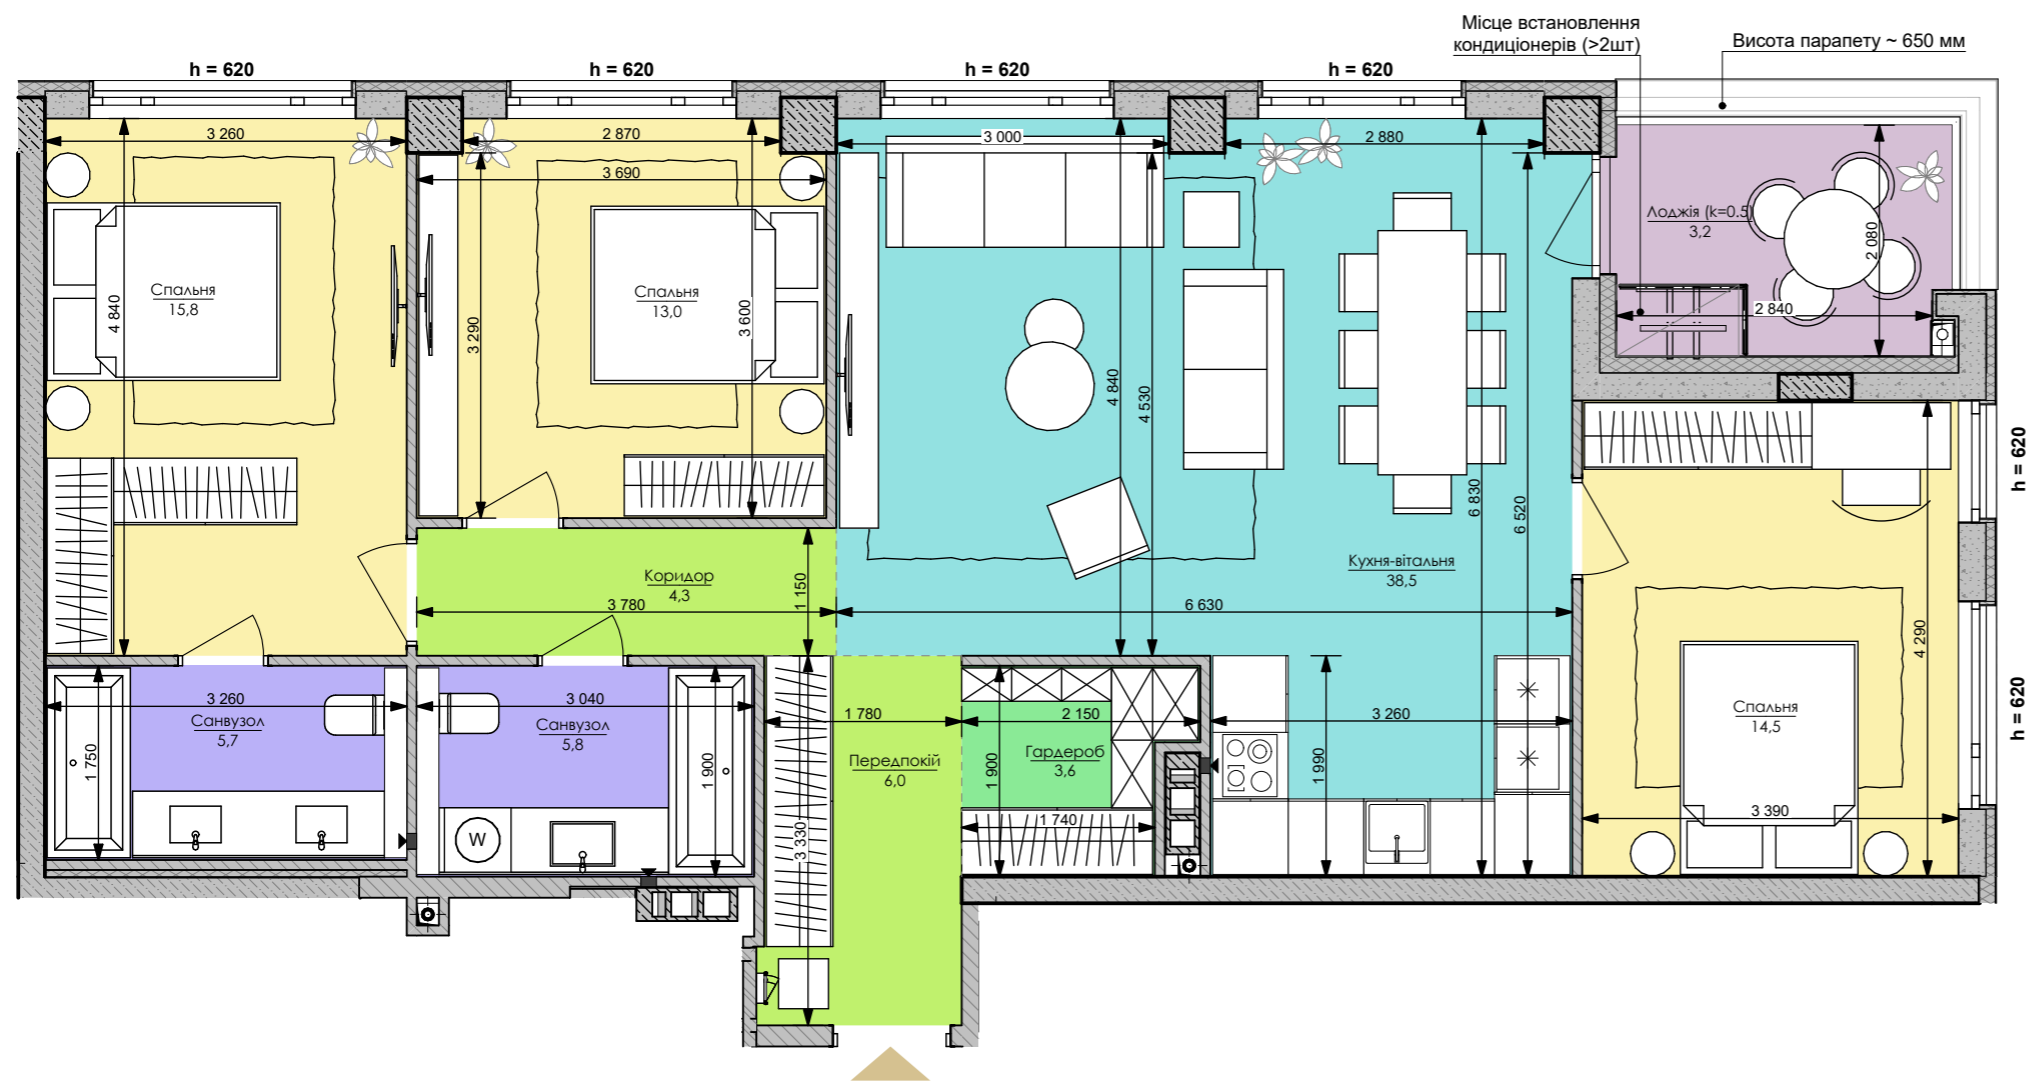 Місце встановлення
кондиціонерів (>2шт)
Висота парапету ~ 650 мм
h = 620
h = 620
h = 620
h = 620
3 260
2 870
3 000
2 880
3 690
Спальня
15,8
4 840
3 290
Спальня
13,0
3 600
4 840
4 530
6 830
6 520
Лоджія (k=0.5)
3,2
2 080
2 840
h = 620
Кухня-вітальня
38,5
Коридор
4,3
3 780
1 150
6 630
4 290
h = 620
3 260
Санвузол
5,7
1 750
3 040
Санвузол
5,8
1 900
W
1 780
Передпокій
6,0
3 330
2 150
Гардероб
3,6
1 900
1 740
3 260
1 990
Спальня
14,5
3 390